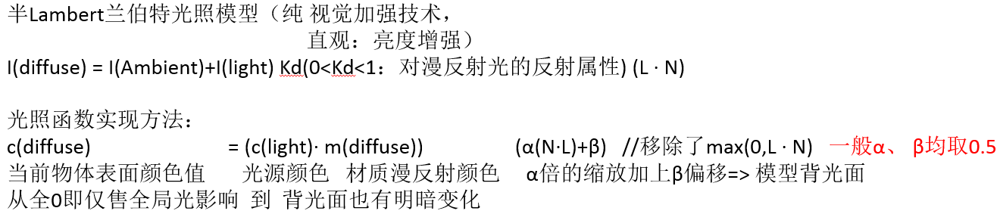 半Lambert兰伯特光照模型（纯 视觉加强技术，
直观：亮度增强）
I(diffuse) = I(Ambient)+I(light) Kd(0<Kd<1：对漫反射光的反射属性) (L · N)
光照函数实现方法：
c(diffuse) = (c(light)· m(diffuse)) (α(N·L)+β) //移除了max(0,L · N) 一般α、 β均取0.5
当前物体表面颜色值 光源颜色 材质漫反射颜色 α倍的缩放加上β偏移=> 模型背光面
从全0即仅售全局光影响 到 背光面也有明暗变化